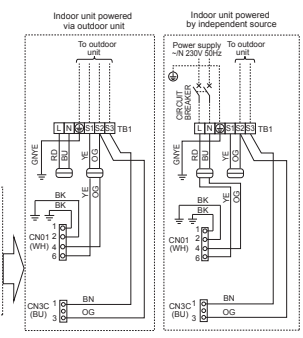 Indoor unit powered
via outdoor unit
To outdoor
unit
L N S1 S2 S3 TB1
GNYE
RD
BU
YE
OG
BK
BK
YE
OG
1
2
CN01
(WH)
4
6
BN
CN3C 1
(BU)
3
OG
Indoor unit powered
by independent source
Power supply
~/N 230V 50Hz
To outdoor
unit
CIRCUIT
BREAKER
L N S1 S2 S3 TB1
GNYE
RD
BU
YE
OG
BK
BK
YE
OG
1
2
CN01
(WH)
4
6
BN
CN3C 1
(BU)
3
OG